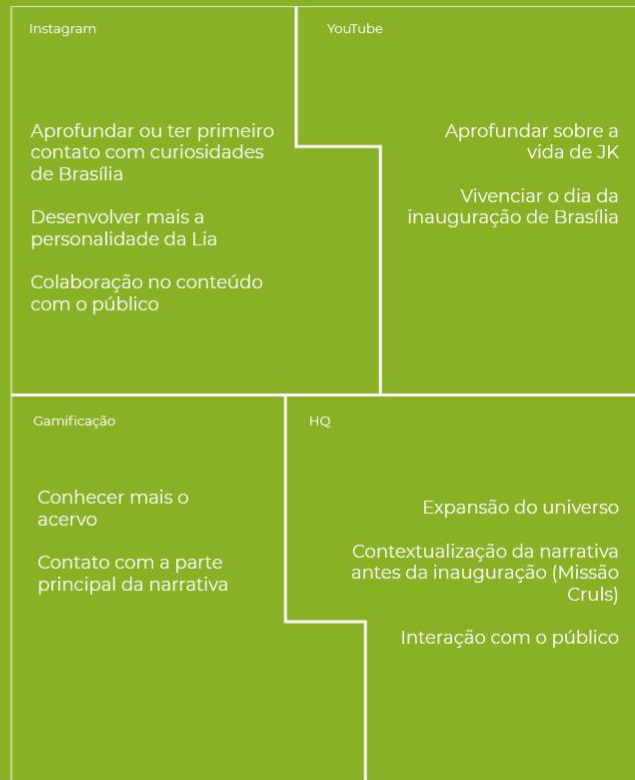 Instagram
Aprofundar ou ter primeiro
contato com curiosidades
de Brasília
Desenvolver mais a
personalidade da Lia
Colaboração no conteúdo
com o público
YouTube
Aprofundar sobre a
vida de JK
Vivenciar o dia da
inauguração de Brasília
Gamificação
Conhecer mais o
acervo
Contato com a parte
principal da narrativa
HQ
Expansão do universo
Contextualização da narrativa
antes da inauguração (Missão
Cruls)
Interação com o público